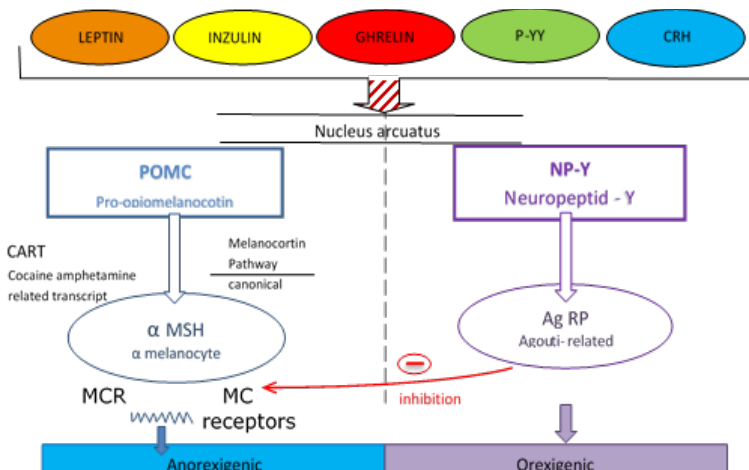 LEPTIN
INZULIN
GHRELIN
P-YY
CRH
Nucleus arcuatus
POMC
Pro-opiomelanocotin
NP-Y
Neuropeptid - Y
CART
Cocaine amphetamine
related transcript
Melanocortin
Pathway
canonical
α MSH
α melanocyte
Ag RP
Agouti-related
inhibition
MCR
MC
receptors
Anorexigenic
Orexigenic